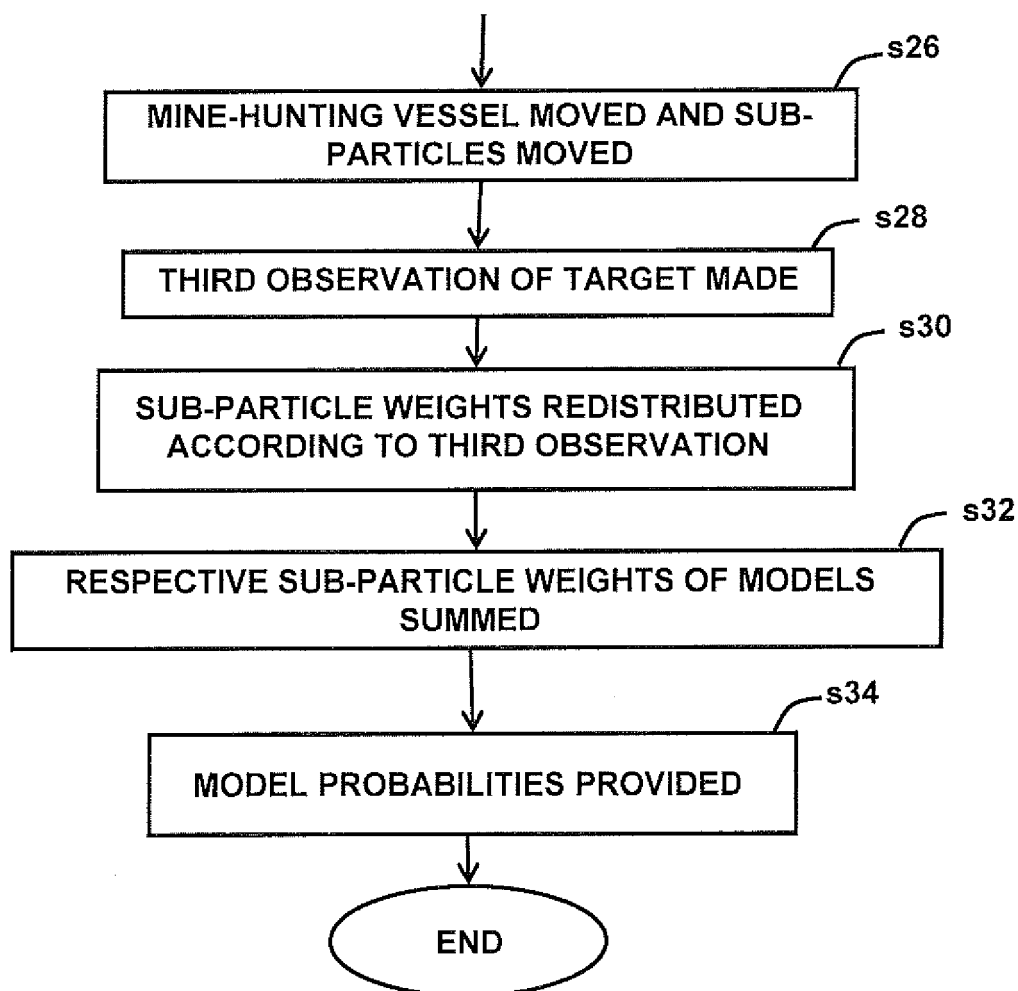 s26
MINE-HUNTING VESSEL MOVED AND SUB-
PARTICLES MOVED
s28
THIRD OBSERVATION OF TARGET MADE
s30
SUB-PARTICLE WEIGHTS REDISTRIBUTED
ACCORDING TO THIRD OBSERVATION
s32
RESPECTIVE SUB-PARTICLE WEIGHTS OF MODELS
SUMMED
s34
MODEL PROBABILITIES PROVIDED
END